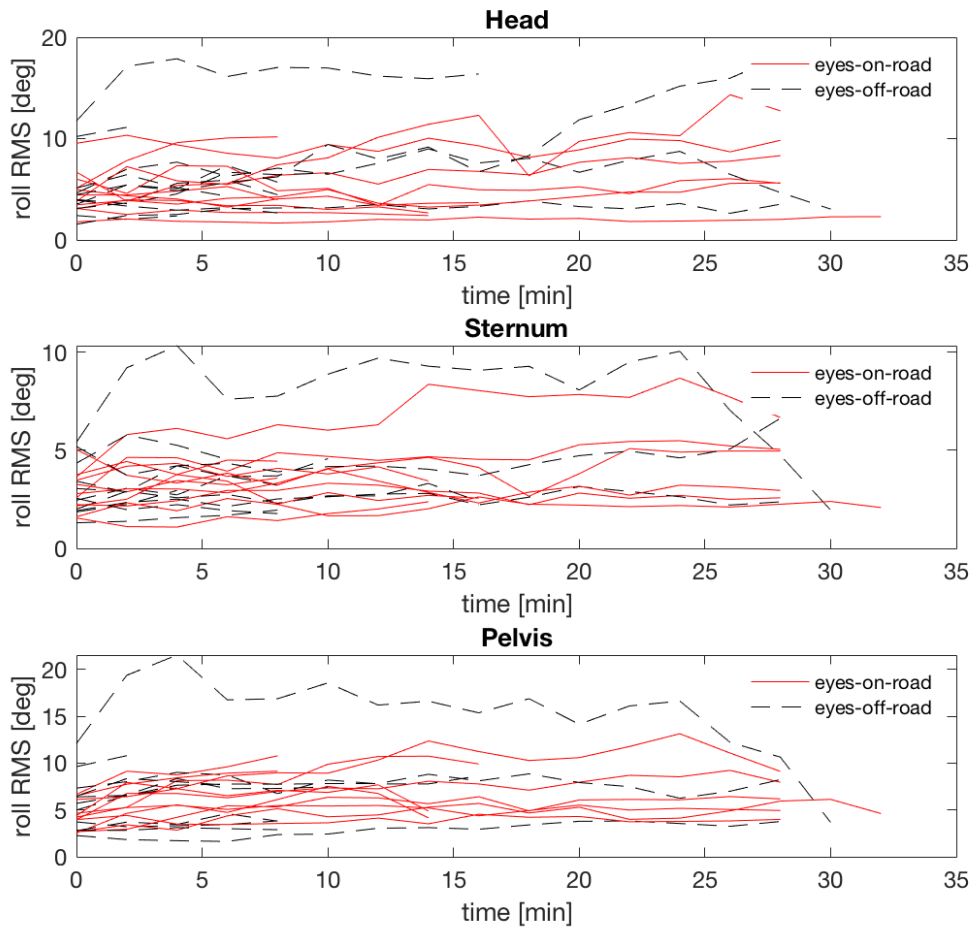 Head
20
10
0
roll RMS [deg]
eyes-on-road
eyes-off-road
0 5 10 15 20 25 30 35
time [min]
Sternum
10
5
0
roll RMS [deg]
eyes-on-road
eyes-off-road
0 5 10 15 20 25 30 35
time [min]
Pelvis
20
15
10
5
0
roll RMS [deg]
eyes-on-road
eyes-off-road
0 5 10 15 20 25 30 35
time [min]